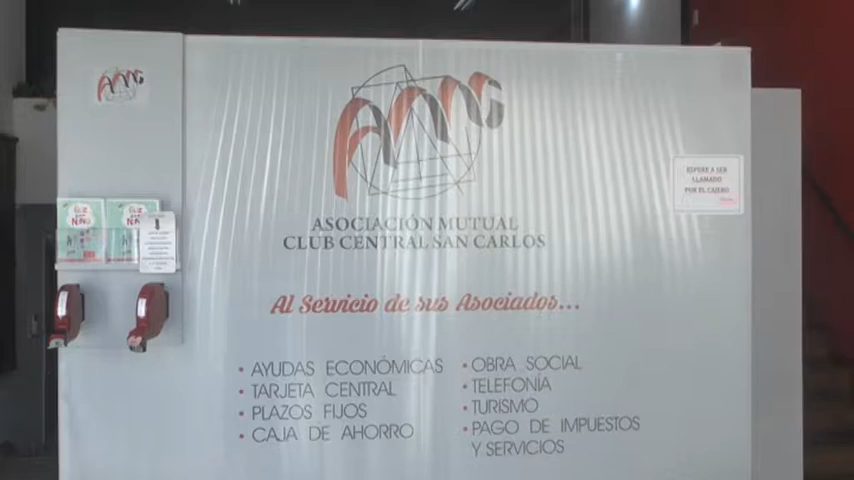 ASOCIACIÓN MUTUAL
CLUB CENTRAL SAN CARLOS
Al Servicio de sus Asociados...
• AYUDAS ECONÓMICAS
• TARJETA CENTRAL
• PLAZOS FIJOS
• CAJA DE AHORRO
• OBRA SOCIAL
• TELEFONÍA
• TURISMO
• PAGO DE IMPUESTOS
Y SERVICIOS
ESPERE A SER
LLAMADO
POR EL CAJERO